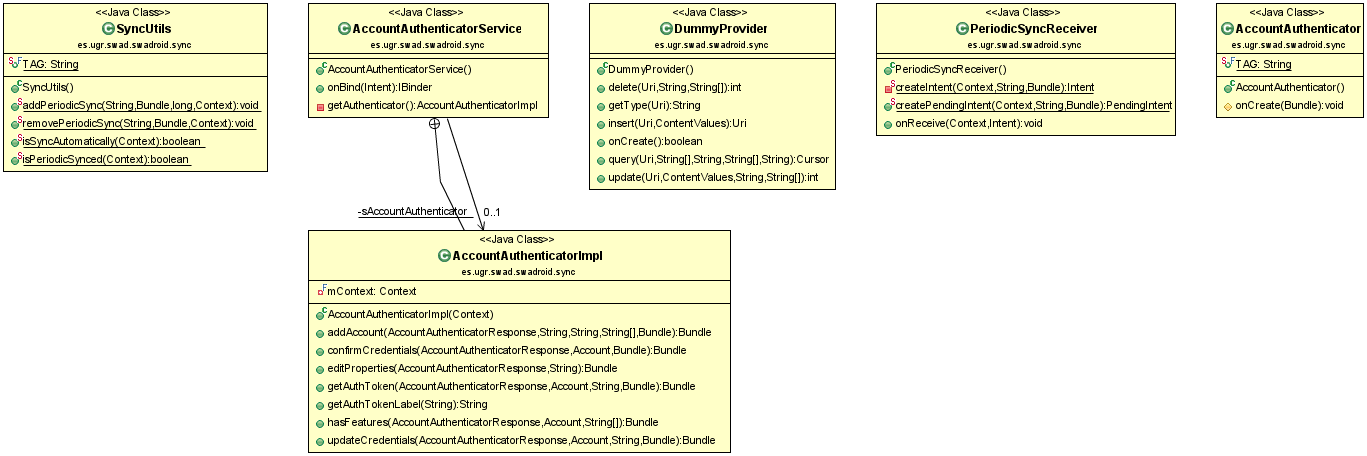 <<Java Class>>
SyncUtils
es.ugr.swad.swadroid.sync
TAG: String
SyncUtils()
addPeriodicSync(String,Bundle,long,Context):void
removePeriodicSync(String,Bundle,Context):void
isSyncAutomatically(Context):boolean
isPeriodicSynced(Context):boolean
<<Java Class>>
AccountAuthenticatorService
es.ugr.swad.swadroid.sync
AccountAuthenticatorService()
onBind(Intent):IBinder
getAuthenticator():AccountAuthenticatorImpl
<<Java Class>>
DummyProvider
es.ugr.swad.swadroid.sync
DummyProvider()
delete(Uri,String,String[]):int
getType(Uri):String
insert(Uri,ContentValues):Uri
onCreate():boolean
query(Uri,String[],String,String[],String):Cursor
update(Uri,ContentValues,String,String[]):int
<<Java Class>>
PeriodicSyncReceiver
es.ugr.swad.swadroid.sync
PeriodicSyncReceiver()
createIntent(Context,String,Bundle):Intent
createPendingIntent(Context,String,Bundle):PendingIntent
onReceive(Context,Intent):void
<<Java Class>>
AccountAuthenticator
es.ugr.swad.swadroid.sync
TAG: String
AccountAuthenticator()
onCreate(Bundle):void
-sAccountAuthenticator
0..1
<<Java Class>>
AccountAuthenticatorImpl
es.ugr.swad.swadroid.sync
mContext: Context
AccountAuthenticatorImpl(Context)
addAccount(AccountAuthenticatorResponse,String,String,String[],Bundle):Bundle
confirmCredentials(AccountAuthenticatorResponse,Account,Bundle):Bundle
editProperties(AccountAuthenticatorResponse,String):Bundle
getAuthToken(AccountAuthenticatorResponse,Account,String,Bundle):Bundle
getAuthTokenLabel(String):String
hasFeatures(AccountAuthenticatorResponse,Account,String[]):Bundle
updateCredentials(AccountAuthenticatorResponse,Account,String,Bundle):Bundle